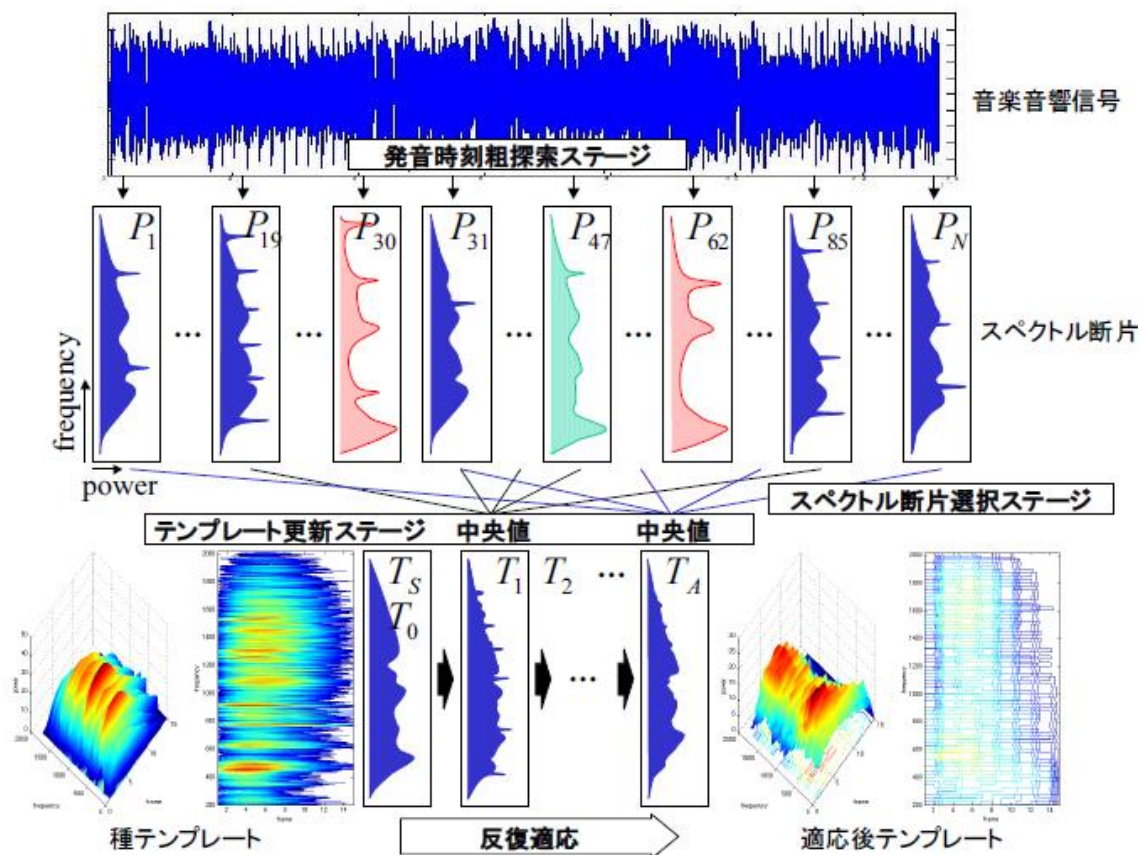 音楽音響信号
発音時刻粗探索ステージ
P1 P19 P30 P31 P47 P62 P85 PN
... ... ... ... ... ...
スペクトル断片
frequency
power
スペクトル断片選択ステージ
テンプレート更新ステージ 中央値 中央値
TS T1 T2 ... TA
T0
...
種テンプレート
反復適応
適応後テンプレート